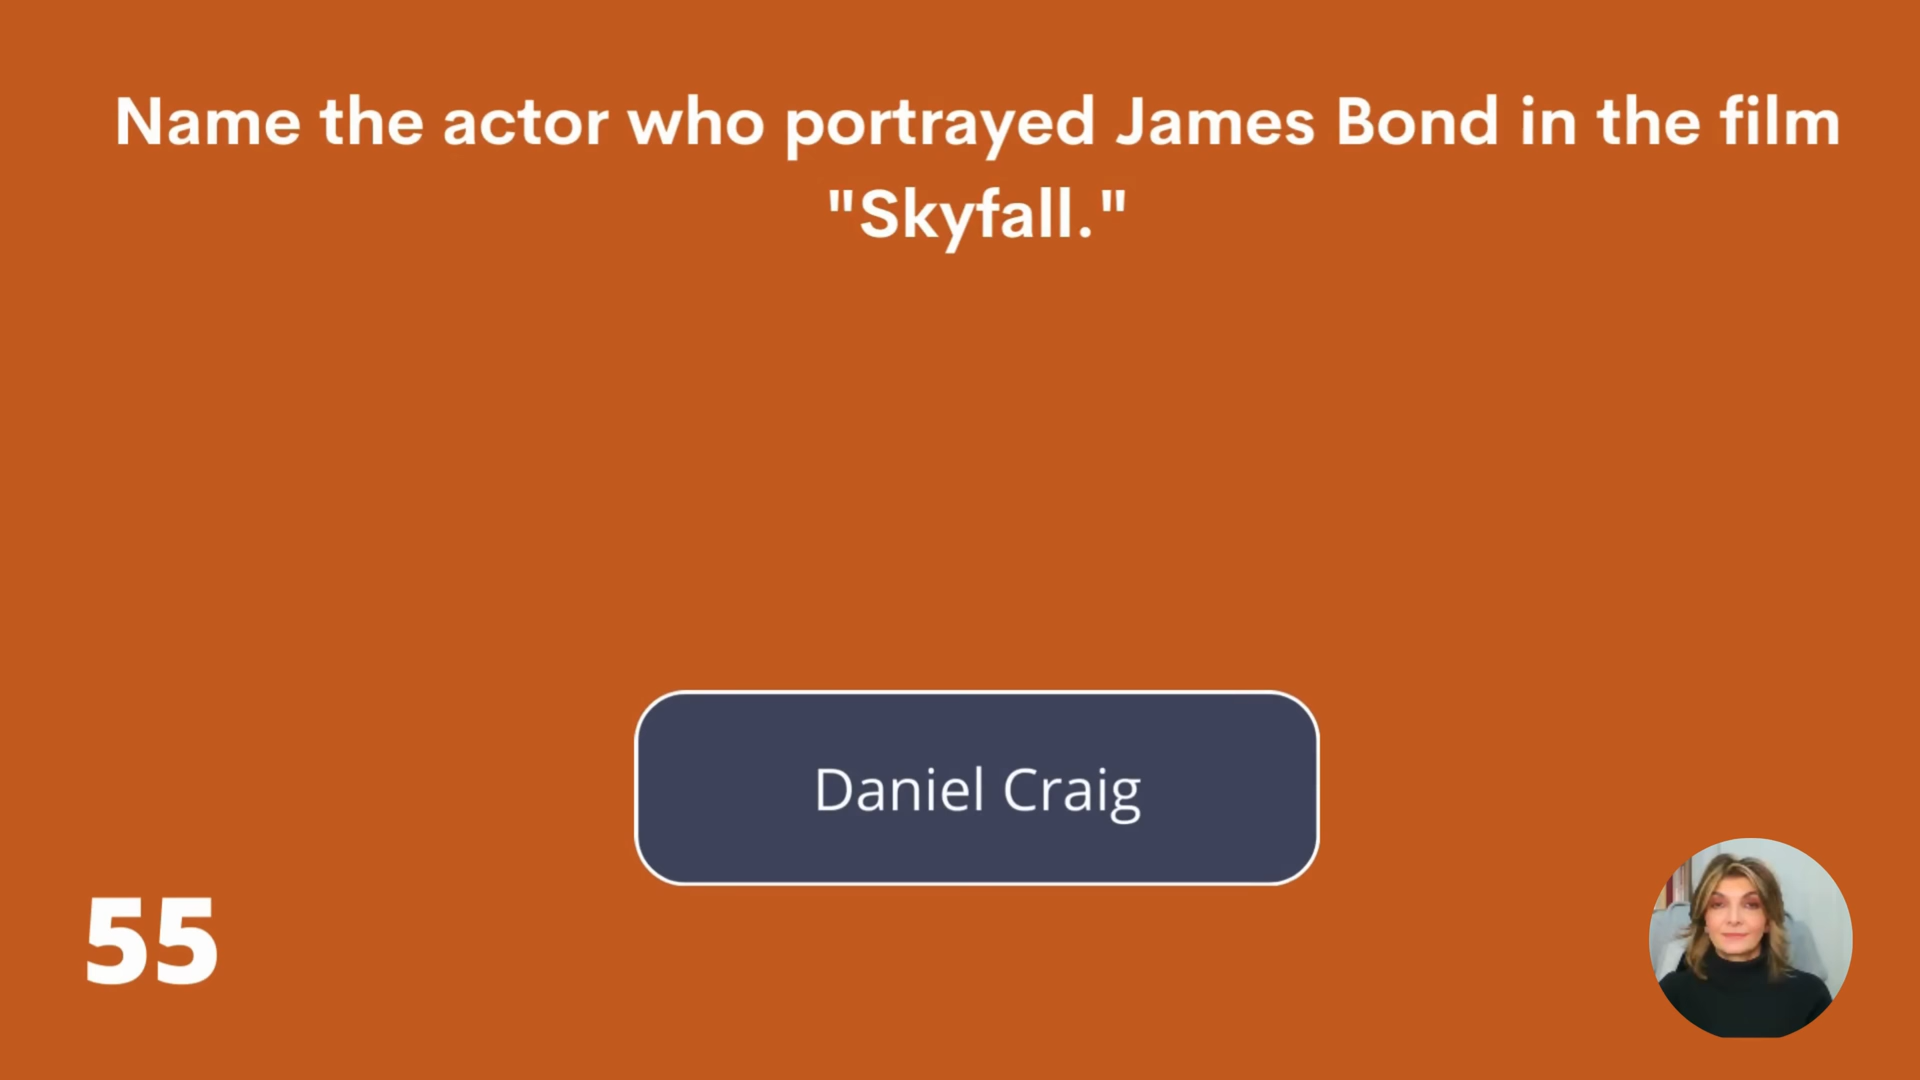 Name the actor who portrayed James Bond in the film
"Skyfall."
Daniel Craig
55